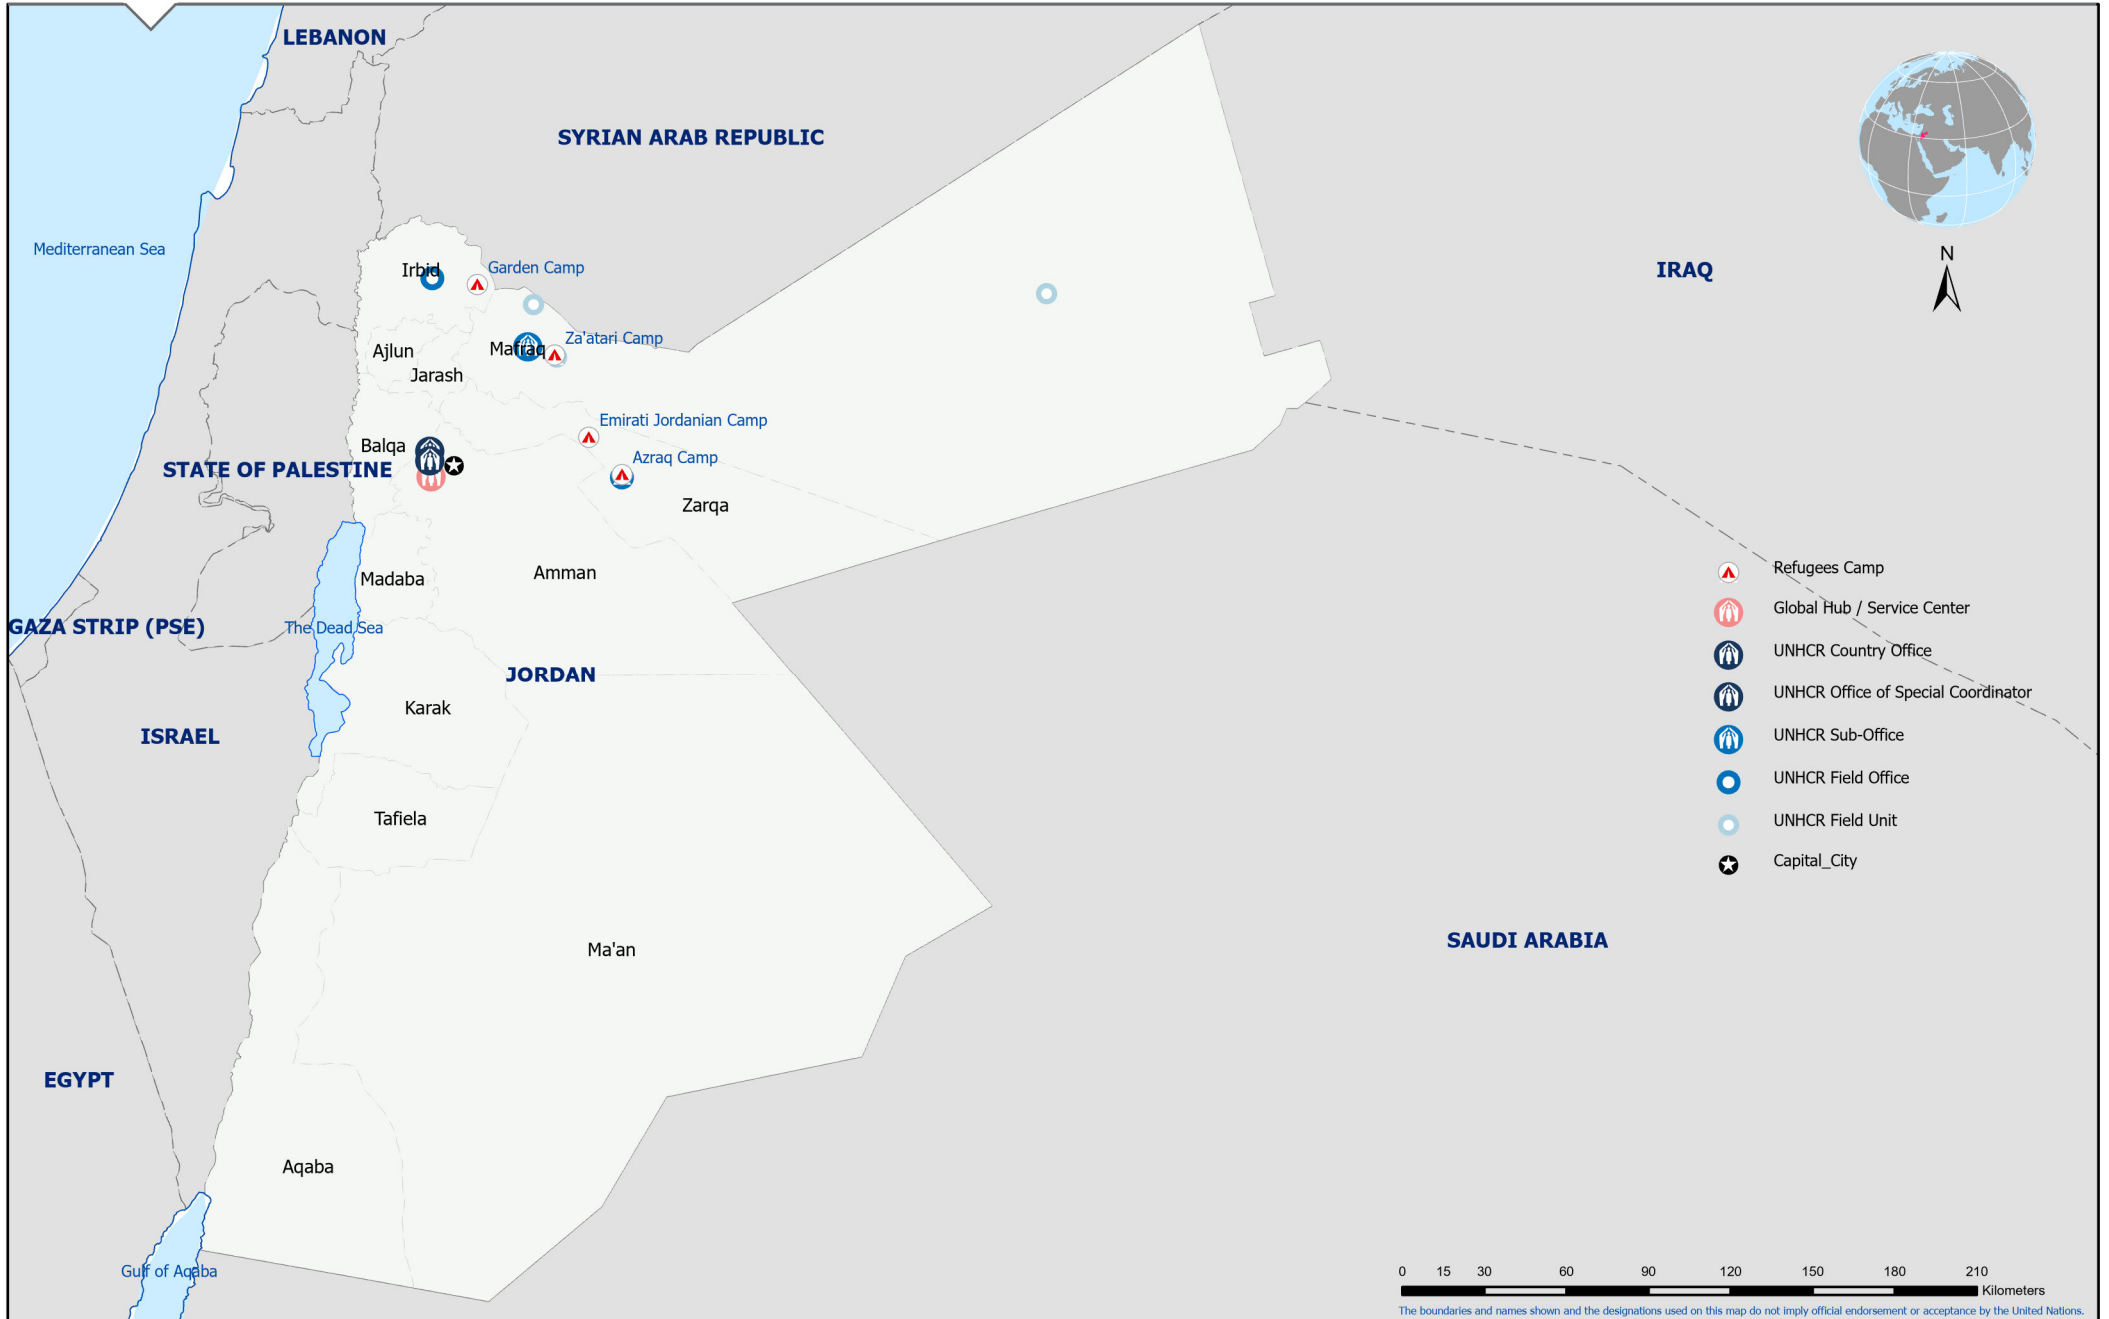 LEBANON
SYRIAN ARAB REPUBLIC
Mediterranean Sea
N
IRAQ
Irbid
Garden Camp
Za'atari Camp
Mafraq
Ajlun
Jarash
Emirati Jordanian Camp
Balqa
Azraq Camp
STATE OF PALESTINE
Zarqa
Madaba
Amman
GAZA STRIP (PSE)
The Dead Sea
JORDAN
Karak
ISRAEL
Tafiela
Refugees Camp
Global Hub / Service Center
UNHCR Country Office
UNHCR Office of Special Coordinator
UNHCR Sub-Office
UNHCR Field Office
UNHCR Field Unit
Capital_City
Ma'an
SAUDI ARABIA
EGYPT
Aqaba
Gulf of Aqaba
0 15 30 60 90 120 150 180 210
Kilometers
The boundaries and names shown and the designations used on this map do not imply official endorsement or acceptance by the United Nations.